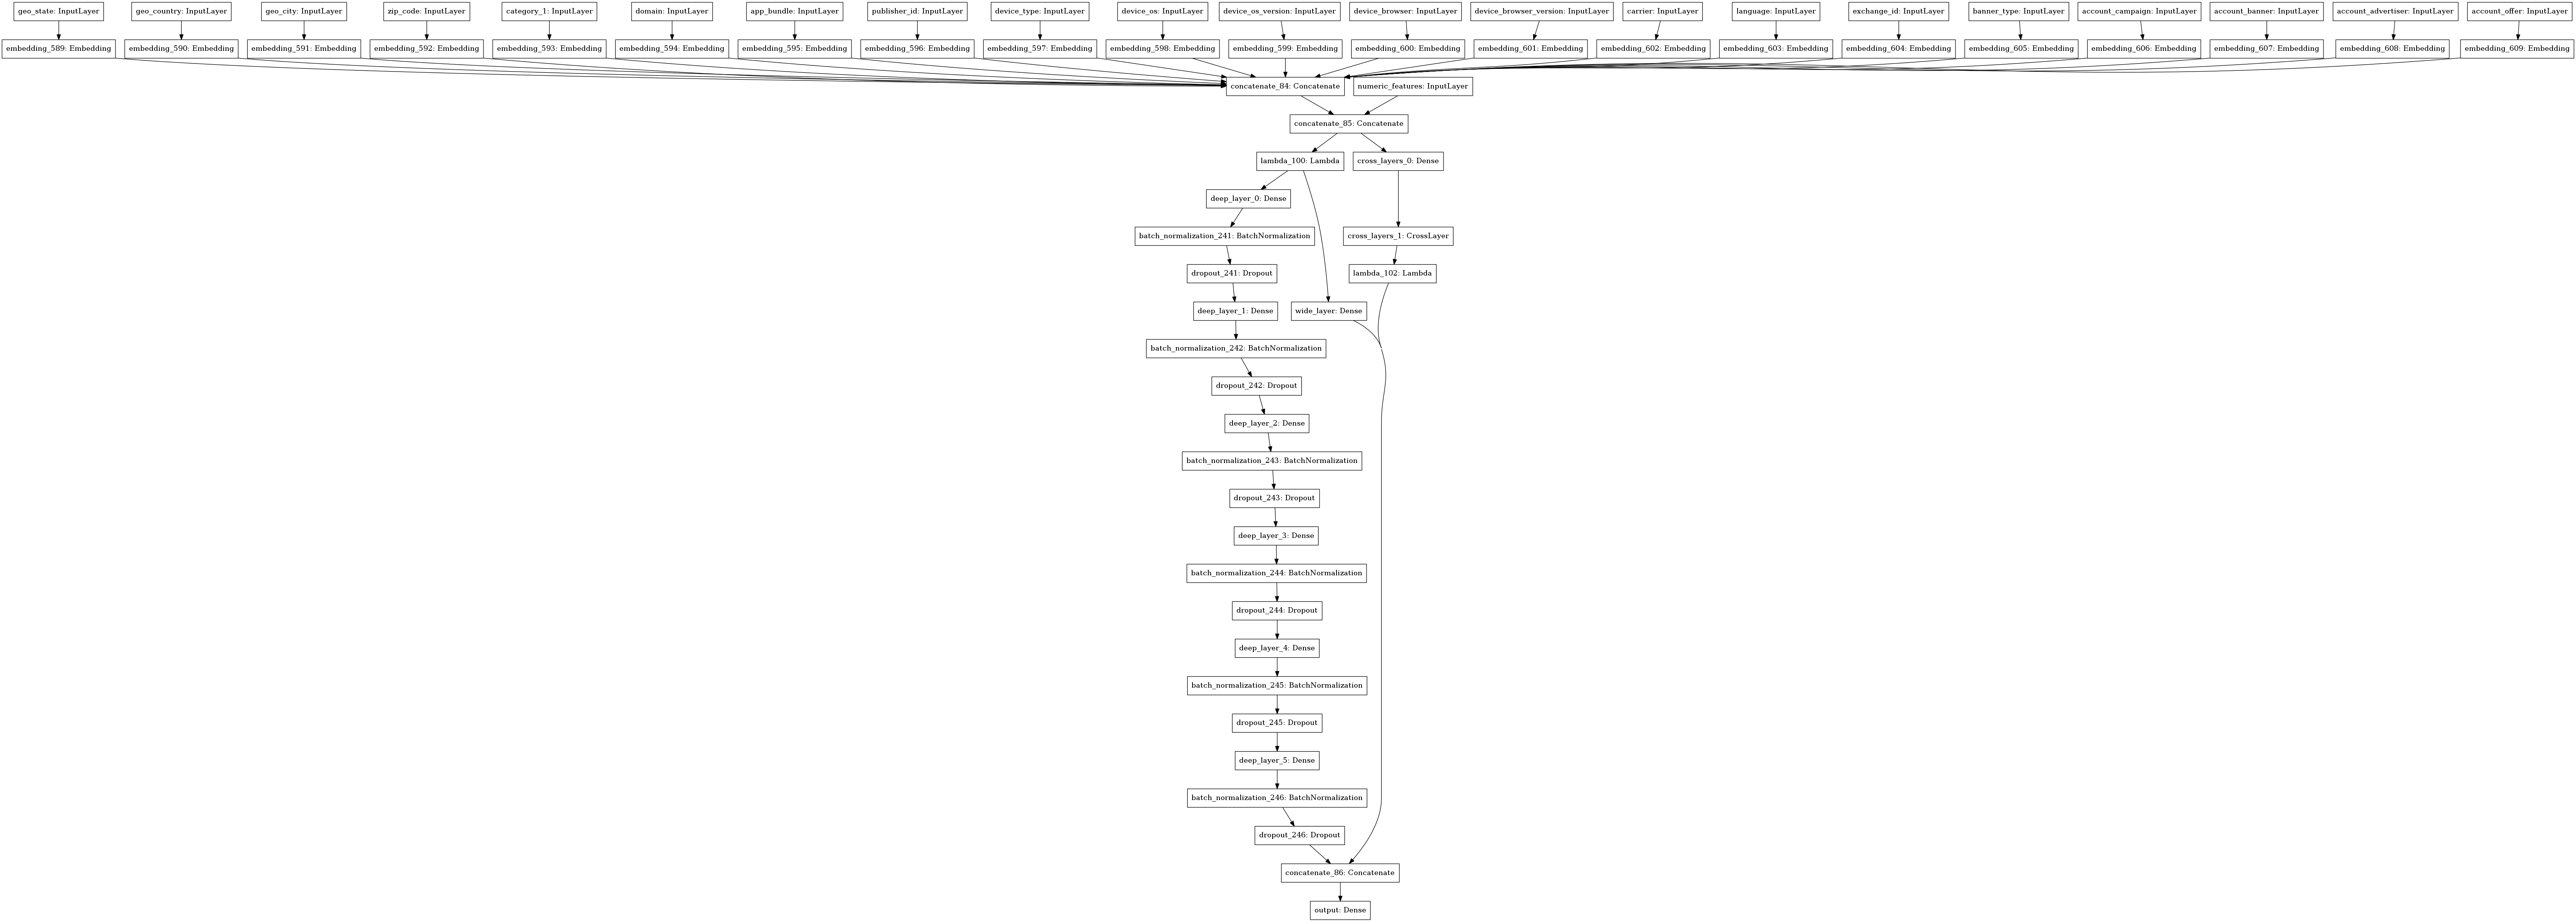 geo_state: InputLayer
geo_country: InputLayer
geo_city: InputLayer
zip_code: InputLayer
category_1: InputLayer
domain: InputLayer
app_bundle: InputLayer
publisher_id: InputLayer
device_type: InputLayer
device_os: InputLayer
device_os_version: InputLayer
device_browser: InputLayer
device_browser_version: InputLayer
carrier: InputLayer
language: InputLayer
exchange_id: InputLayer
banner_type: InputLayer
account_campaign: InputLayer
account_banner: InputLayer
account_advertiser: InputLayer
account_offer: InputLayer
embedding_589: Embedding
embedding_590: Embedding
embedding_591: Embedding
embedding_592: Embedding
embedding_593: Embedding
embedding_594: Embedding
embedding_595: Embedding
embedding_596: Embedding
embedding_597: Embedding
embedding_598: Embedding
embedding_599: Embedding
embedding_600: Embedding
embedding_601: Embedding
embedding_602: Embedding
embedding_603: Embedding
embedding_604: Embedding
embedding_605: Embedding
embedding_606: Embedding
embedding_607: Embedding
embedding_608: Embedding
embedding_609: Embedding
concatenate_84: Concatenate
numeric_features: InputLayer
concatenate_85: Concatenate
lambda_100: Lambda
cross_layers_0: Dense
deep_layer_0: Dense
batch_normalization_241: BatchNormalization
cross_layers_1: CrossLayer
dropout_241: Dropout
lambda_102: Lambda
deep_layer_1: Dense
wide_layer: Dense
batch_normalization_242: BatchNormalization
dropout_242: Dropout
deep_layer_2: Dense
batch_normalization_243: BatchNormalization
dropout_243: Dropout
deep_layer_3: Dense
batch_normalization_244: BatchNormalization
dropout_244: Dropout
deep_layer_4: Dense
batch_normalization_245: BatchNormalization
dropout_245: Dropout
deep_layer_5: Dense
batch_normalization_246: BatchNormalization
dropout_246: Dropout
concatenate_86: Concatenate
output: Dense